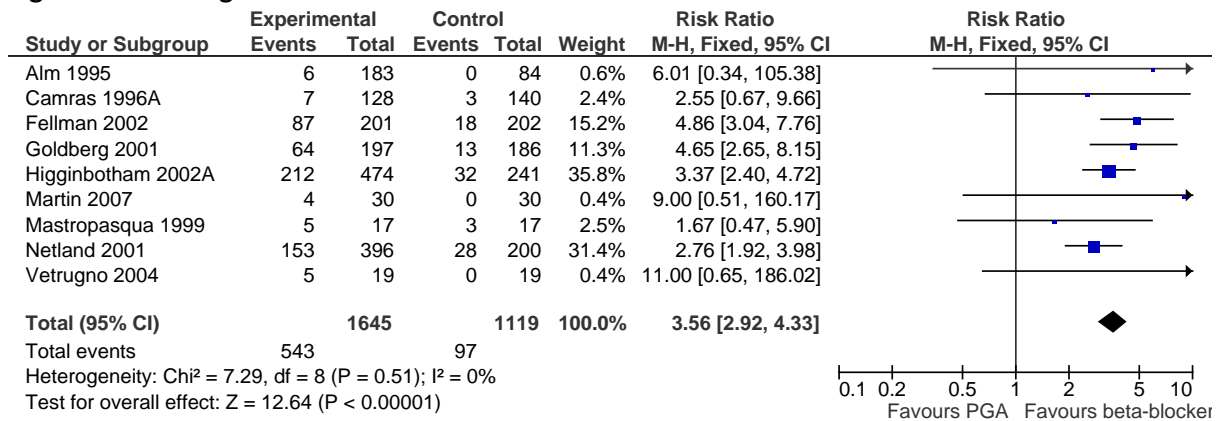 Experimental Control Risk Ratio Risk Ratio
Study or Subgroup Events Total Events Total Weight M-H, Fixed, 95% CI M-H, Fixed, 95% CI
Alm 1995 6 183 0 84 0.6% 6.01 [0.34, 105.38]
Camras 1996A 7 128 3 140 2.4% 2.55 [0.67, 9.66]
Fellman 2002 87 201 18 202 15.2% 4.86 [3.04, 7.76]
Goldberg 2001 64 197 13 186 11.3% 4.65 [2.65, 8.15]
Higginbotham 2002A 212 474 32 241 35.8% 3.37 [2.40, 4.72]
Martin 2007 4 30 0 30 0.4% 9.00 [0.51, 160.17]
Mastropasqua 1999 5 17 3 17 2.5% 1.67 [0.47, 5.90]
Netland 2001 153 396 28 200 31.4% 2.76 [1.92, 3.98]
Vetrugno 2004 5 19 0 19 0.4% 11.00 [0.65, 186.02]
Total (95% CI) 1645 1119 100.0% 3.56 [2.92, 4.33]
Total events 543 97
Heterogeneity: Chi² = 7.29, df = 8 (P = 0.51); I² = 0%
Test for overall effect: Z = 12.64 (P < 0.00001)
0.1 0.2 0.5 1 2 5 10
Favours PGA Favours beta-blocker